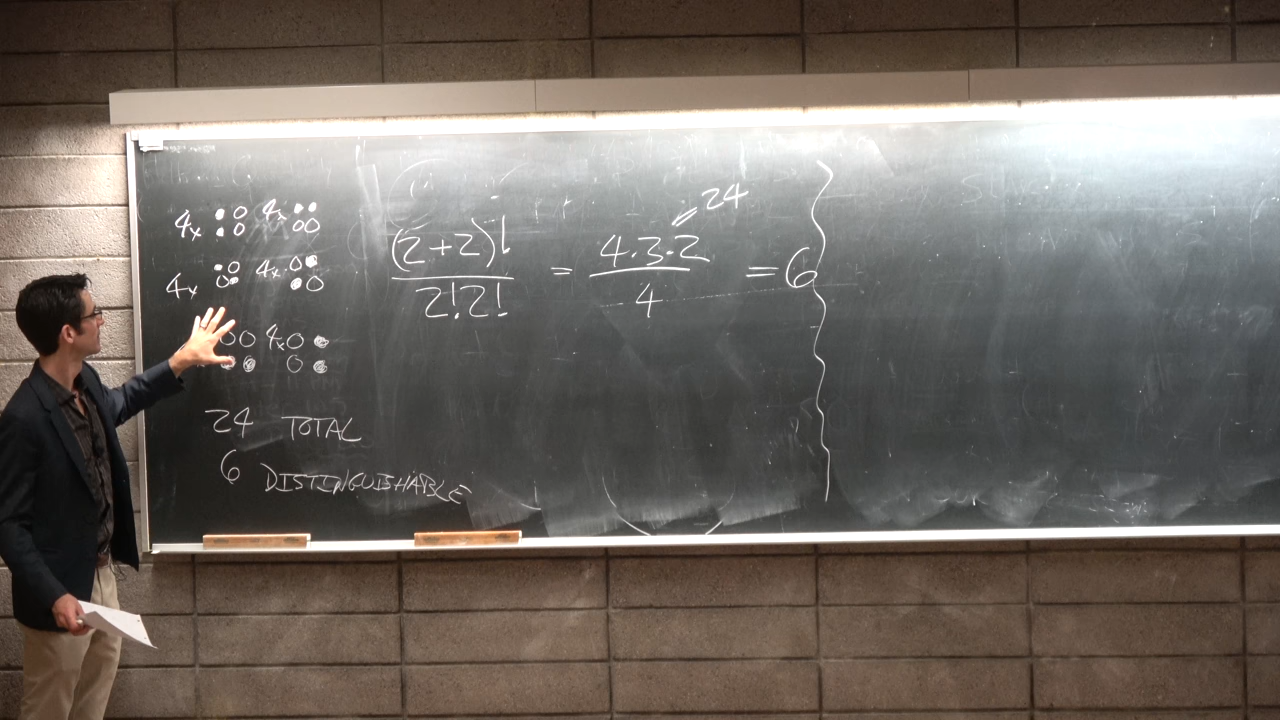 4x 4x
4x 4x
4x
24 TOTAL
6 DISTINGUISHABLE
(2+2)!
2!2!
=
4·3·2
4
= 6
24